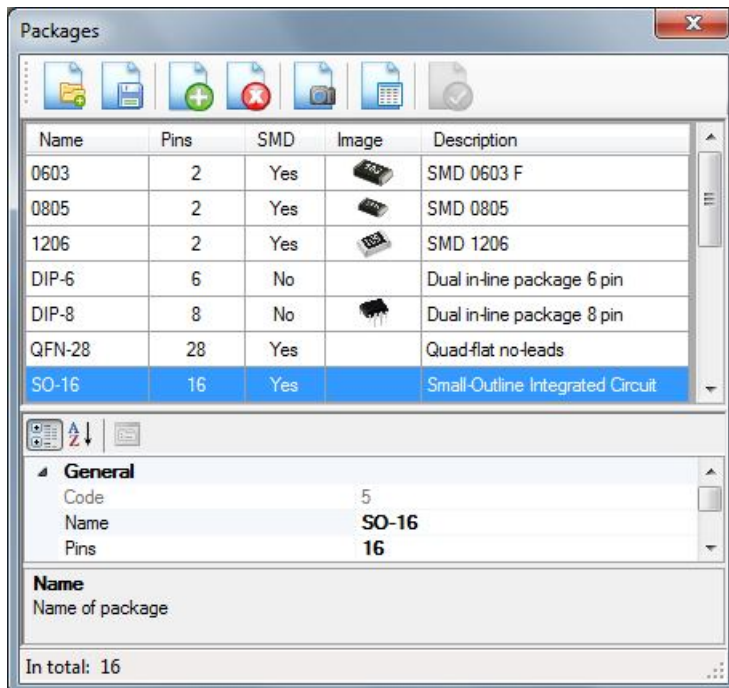 Packages
Name Pins SMD Image Description
0603 2 Yes SMD 0603 F
0805 2 Yes SMD 0805
1206 2 Yes SMD 1206
DIP-6 6 No Dual in-line package 6 pin
DIP-8 8 No Dual in-line package 8 pin
QFN-28 28 Yes Quad-flat no-leads
SO-16 16 Yes Small-Outline Integrated Circuit
A
Z
General
Code 5
Name SO-16
Pins 16
Name
Name of package
In total: 16